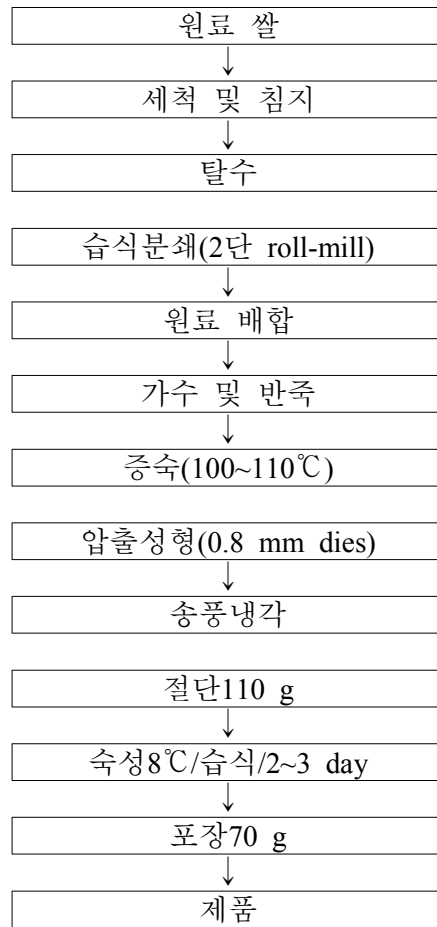 원료 쌀
세척 및 침지
탈수
습식분쇄(2단 roll-mill)
원료 배합
가수 및 반죽
증숙(100~110℃)
압출성형(0.8 mm dies)
송풍냉각
절단110 g
숙성8℃/습식/2~3 day
포장70 g
제품